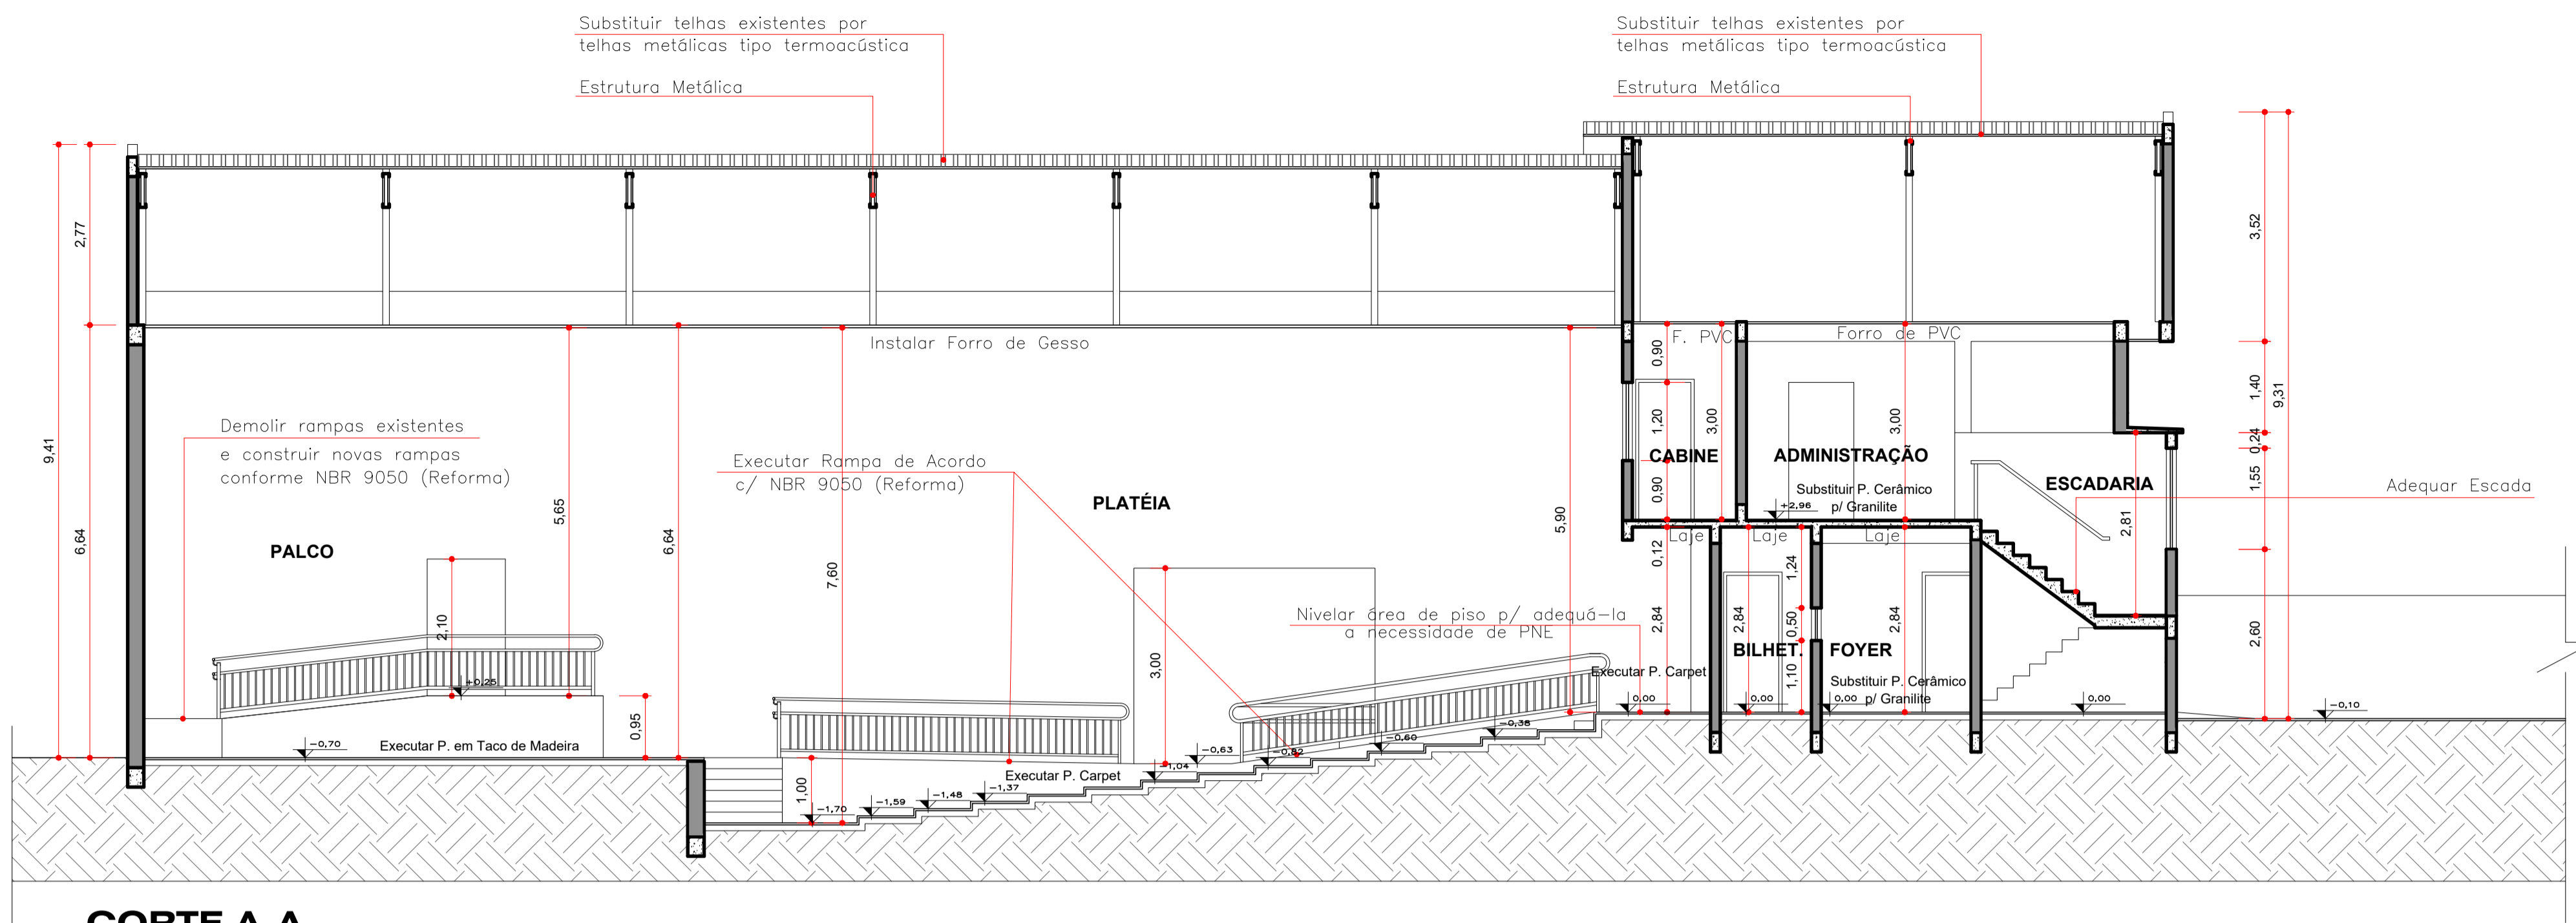 Substituir telhas existentes por
telhas metálicas tipo termoacústica
Estrutura Metálica
Substituir telhas existentes por
telhas metálicas tipo termoacústica
Estrutura Metálica
2,77
9,41
6,64
Instalar Forro de Gesso
F. PVC
Forro de PVC
Demolir rampas existentes
e construir novas rampas
conforme NBR 9050 (Reforma)
Executar Rampa de Acordo
c/ NBR 9050 (Reforma)
PALCO
PLATÉIA
5,65
6,64
7,60
5,90
2,10
3,00
0,95
1,00
+0,25
-0,70
Executar P. em Taco de Madeira
Executar P. Carpet
-1,70
-1,59
-1,48
-1,37
-1,04
-0,63
-0,82
-0,60
-0,38
Nivelar área de piso p/ adequá-la
a necessidade de PNE
Executar P. Carpet
0,90
1,20
0,90
3,00
3,00
CABINE
ADMINISTRAÇÃO
Substituir P. Cerâmico
p/ Granilite
+2,96
ESCADARIA
Adequar Escada
2,81
Laje
Laje
Laje
0,12
2,84
2,84
1,24
0,50
1,10
2,84
BILHET.
FOYER
Substituir P. Cerâmico
p/ Granilite
0,00
0,00
0,00
0,00
-0,10
3,52
1,40
9,31
0,24
1,55
2,60
CORTE A-A